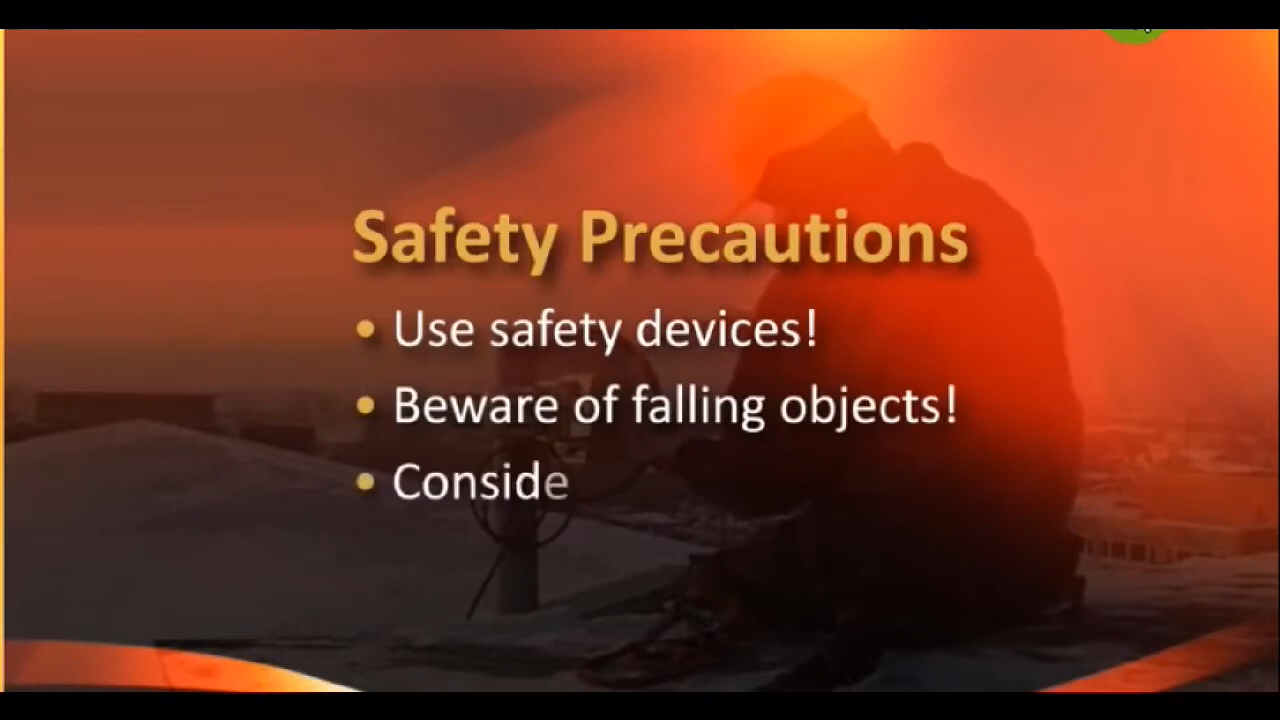 Safety Precautions
• Use safety devices!
• Beware of falling objects!
• Conside